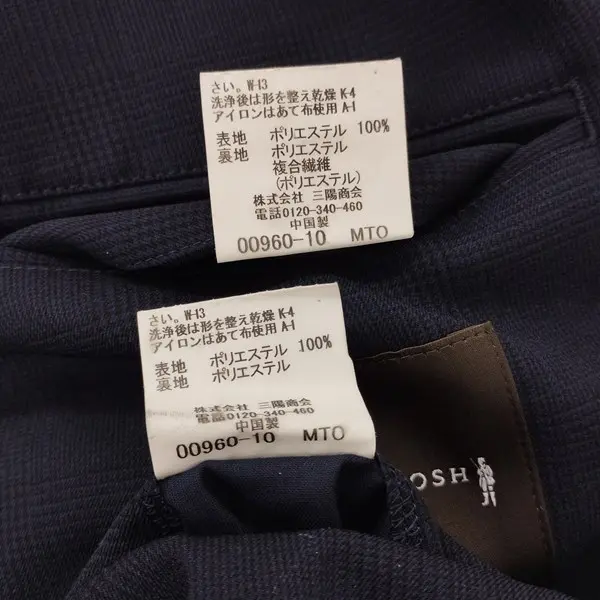 さい。W-13
洗浄後は形を整え乾燥 K-4
アイロンはあて布使用 A-1
表地 ポリエステル 100%
裏地 ポリエステル
複合繊維
(ポリエステル)
株式会社 三陽商会
電話0120-340-460
中国製
00960-10 MTO
さい。W-13
洗浄後は形を整え乾燥 K-4
アイロンはあて布使用 A-1
表地 ポリエステル 100%
裏地 ポリエステル
株式会社 三陽商会
電話0120-340-460
中国製
00960-10 MTO
OSH